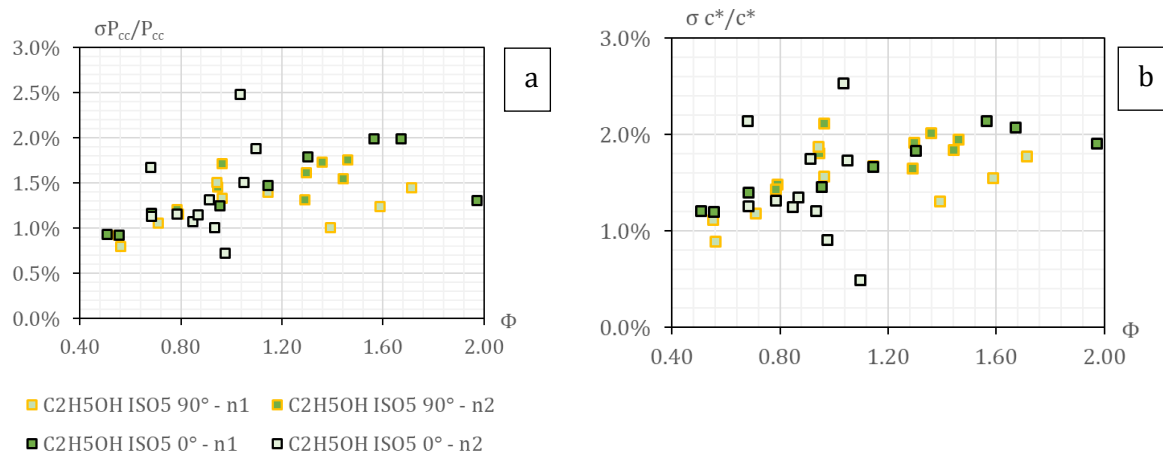 σPcc/Pcc
3.0%
2.5%
2.0%
1.5%
1.0%
0.5%
0.0%
0.40 0.80 1.20 1.60 2.00
Φ
a
C2H5OH ISO5 90° - n1
C2H5OH ISO5 90° - n2
C2H5OH ISO5 0° - n1
C2H5OH ISO5 0° - n2
σ c*/c*
3.0%
2.0%
1.0%
0.0%
0.40 0.80 1.20 1.60 2.00
Φ
b